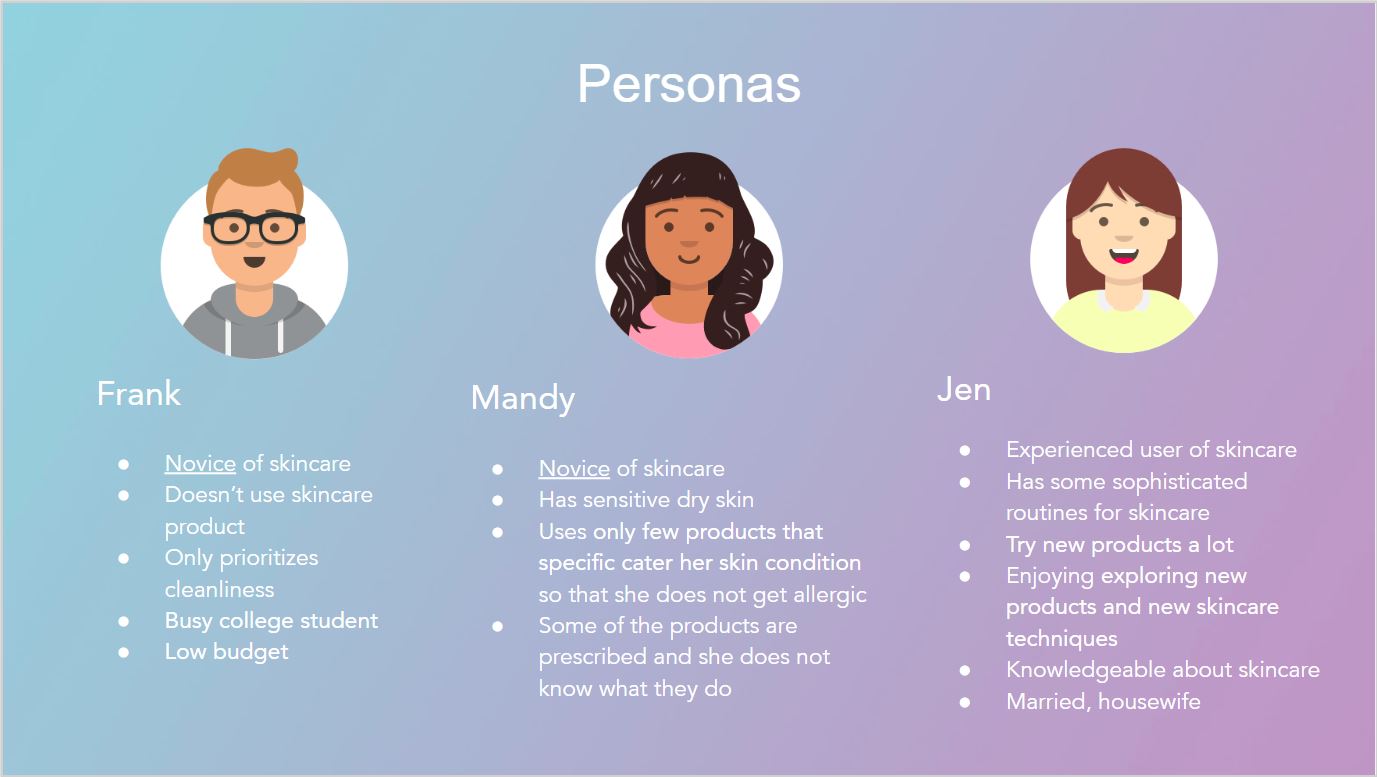 Personas
Frank
● Novice of skincare
● Doesn’t use skincare
product
● Only prioritizes
cleanliness
● Busy college student
● Low budget
Mandy
● Novice of skincare
● Has sensitive dry skin
● Uses only few products that
specific cater her skin condition
so that she does not get allergic
● Some of the products are
prescribed and she does not
know what they do
Jen
● Experienced user of skincare
● Has some sophisticated
routines for skincare
● Try new products a lot
● Enjoying exploring new
products and new skincare
techniques
● Knowledgeable about skincare
● Married, housewife